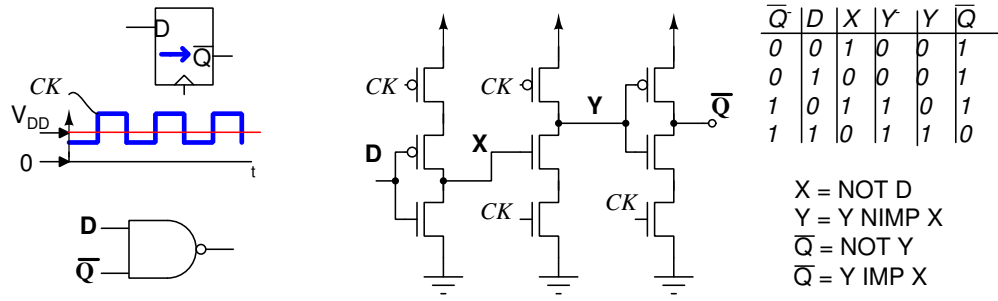 D
Q̅
CK
V_DD
0
t
D
Q̅
CK
D
X
CK
CK
Y
CK
Q̅
Q̅⁻ D X Y⁻ Y Q̅
0 0 1 0 0 1
0 1 0 0 0 1
1 0 1 1 0 1
1 1 0 1 1 0
X = NOT D
Y = Y NIMP X
Q̅ = NOT Y
Q̅ = Y IMP X